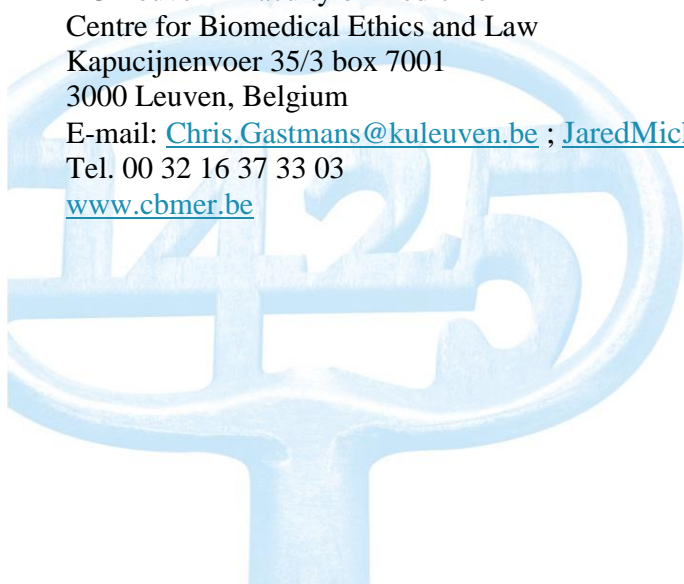 Centre for Biomedical Ethics and Law
Kapucijnenvoer 35/3 box 7001
3000 Leuven, Belgium
E-mail: Chris.Gastmans@kuleuven.be ;
Tel. 00 32 16 37 33 03
www.cbmer.be
1425